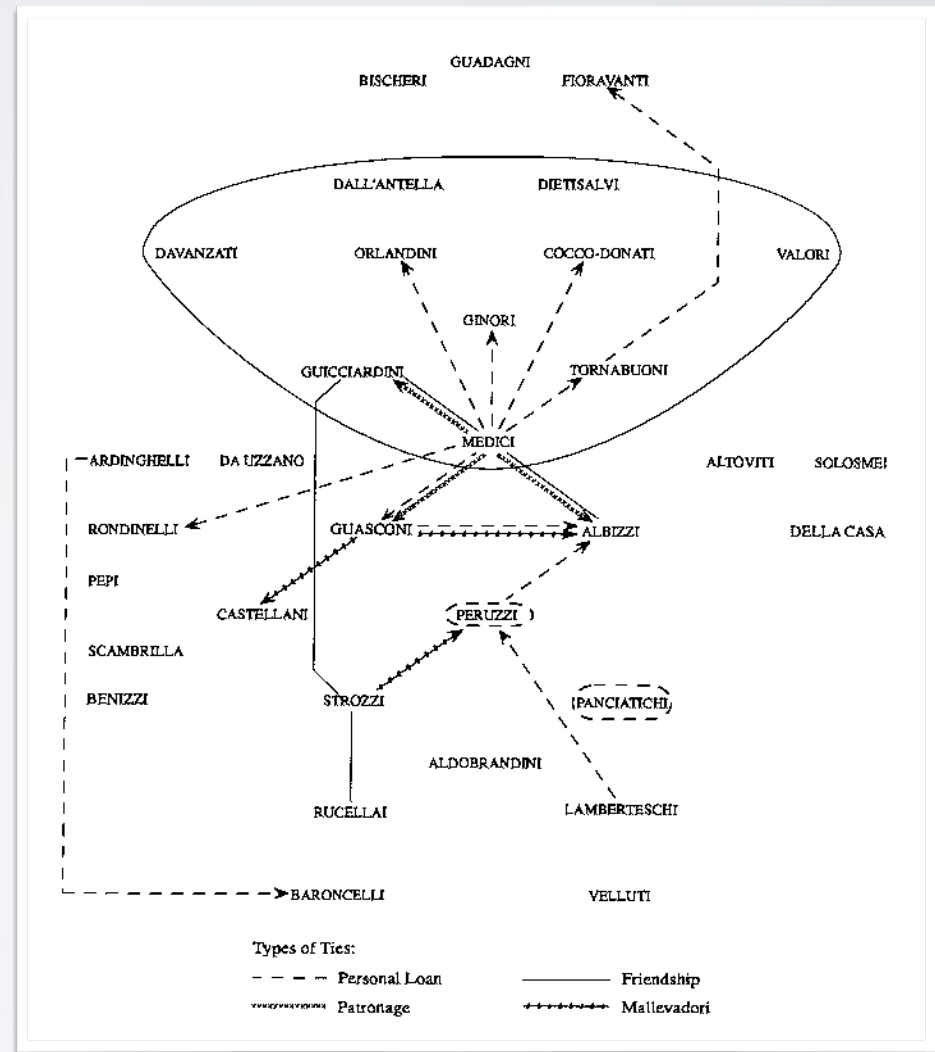 GUADAGNI
BISCHERI FIORAVANTI
DALL'ANTELLA DIETISALVI
DAVANZATI ORLANDINI COCCO-DONATI VALORI
GINORI
GUICCIARDINI TORNABUONI
MEDICI
ARDINGHELLI DA UZZANO ALTOVITI SOLOSMEI
RONDINELLI GUASCONI ALBIZZI DELLA CASA
PEPI
CASTELLANI PERUZZI
SCAMBRILLA
BENIZZI STROZZI PANCIATICHI
ALDOBRANDINI
RUCELLAI LAMBERTESCHI
BARONCELLI VELLUTI
Types of Ties:
Personal Loan Friendship
Patronage Mallevadori